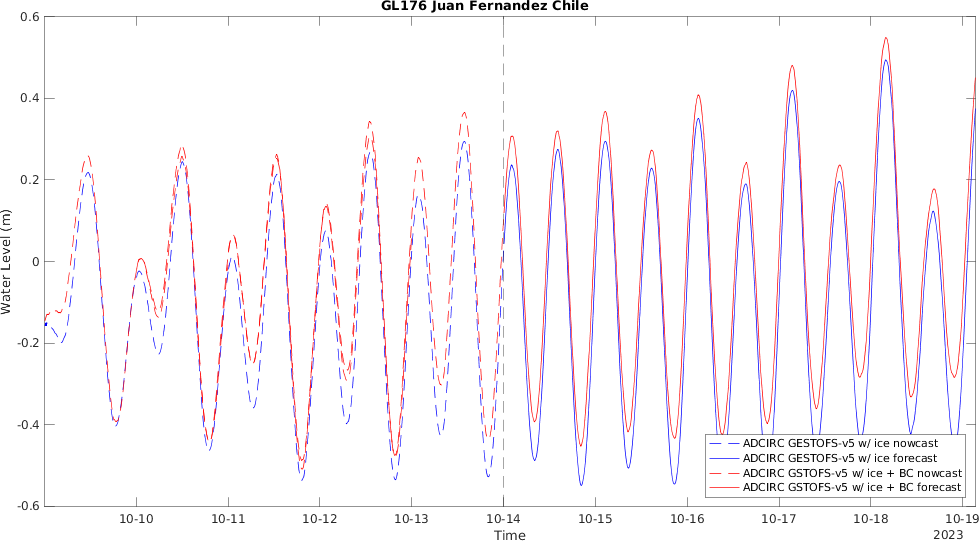 GL176 Juan Fernandez Chile
0.6
0.4
0.2
0
-0.2
-0.4
-0.6
Water Level (m)
ADCIRC GESTOFS-v5 w/ ice nowcast
ADCIRC GESTOFS-v5 w/ ice forecast
ADCIRC GSTOFS-v5 w/ ice + BC nowcast
ADCIRC GSTOFS-v5 w/ ice + BC forecast
10-10 10-11 10-12 10-13 10-14 10-15 10-16 10-17 10-18 10-19
Time
2023